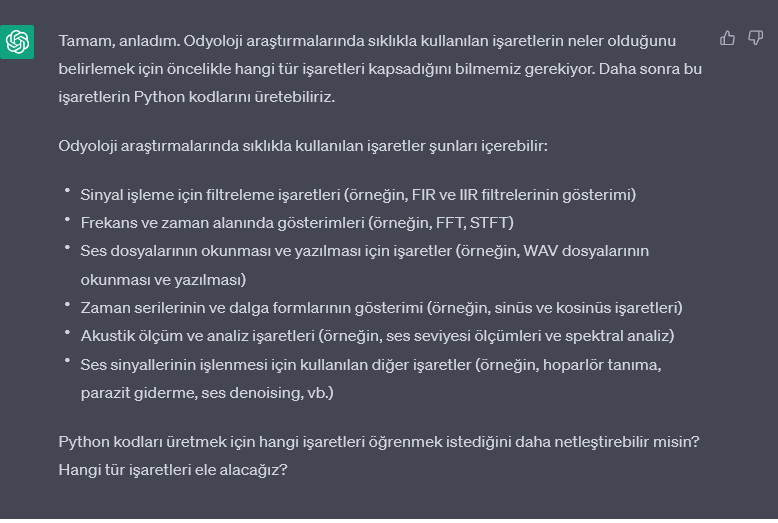 Tamam, anladım. Odyoloji araştırmalarında sıklıkla kullanılan işaretlerin neler olduğunu
belirlemek için öncelikle hangi tür işaretleri kapsadığını bilmemiz gerekiyor. Daha sonra bu
işaretlerin Python kodlarını üretebiliriz.
Odyoloji araştırmalarında sıklıkla kullanılan işaretler şunları içerebilir:
• Sinyal işleme için filtreleme işaretleri (örneğin, FIR ve IIR filtrelerinin gösterimi)
• Frekans ve zaman alanında gösterimleri (örneğin, FFT, STFT)
• Ses dosyalarının okunması ve yazılması için işaretler (örneğin, WAV dosyalarının
okunması ve yazılması)
• Zaman serilerinin ve dalga formlarının gösterimi (örneğin, sinüs ve kosinüs işaretleri)
• Akustik ölçüm ve analiz işaretleri (örneğin, ses seviyesi ölçümleri ve spektral analiz)
• Ses sinyallerinin işlenmesi için kullanılan diğer işaretler (örneğin, hoparlör tanıma,
parazit giderme, ses denoising, vb.)
Python kodları üretmek için hangi işaretleri öğrenmek istediğini daha netleştirebilir misin?
Hangi tür işaretleri ele alacağız?